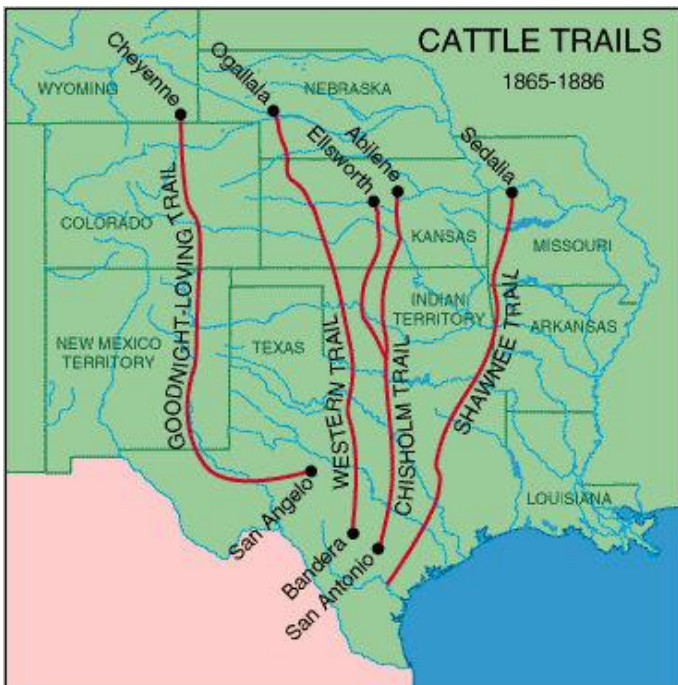 CATTLE TRAILS
1865-1886
Cheyenne
Ogallala
WYOMING
NEBRASKA
Ellsworth
Abilene
Sedalia
COLORADO
KANSAS
MISSOURI
GOODNIGHT-LOVING TRAIL
NEW MEXICO
TERRITORY
TEXAS
WESTERN TRAIL
CHISHOLM TRAIL
INDIAN
TERRITORY
SHAWNEE TRAIL
ARKANSAS
LOUISIANA
San Angelo
Bandera
San Antonio